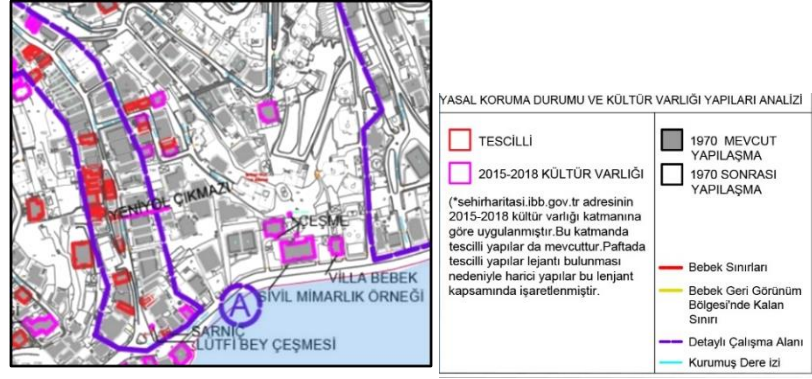 YENİYOL ÇIKMAZI
ÇEŞME
VİLLA BEBEK
SİVİL MİMARLIK ÖRNEĞİ
A
SARNIÇ
LÜTFİ BEY ÇEŞMESİ
YASAL KORUMA DURUMU VE KÜLTÜR VARLIĞI YAPILARI ANALİZİ
TESCİLLİ
2015-2018 KÜLTÜR VARLIĞI
(*sehirharitasi.ibb.gov.tr adresinin
2015-2018 kültür varlığı katmanına
göre uygulanmıştır.Bu katmanda
tescilli yapılar da mevcuttur.Paftada
tescilli yapılar lejantı bulunması
nedeniyle harici yapılar bu lenjant
kapsamında işaretlenmiştir.
1970 MEVCUT
YAPILAŞMA
1970 SONRASI
YAPILAŞMA
Bebek Sınırları
Bebek Geri Görünüm
Bölgesi'nde Kalan
Sınırı
Detaylı Çalışma Alanı
Kurumuş Dere izi